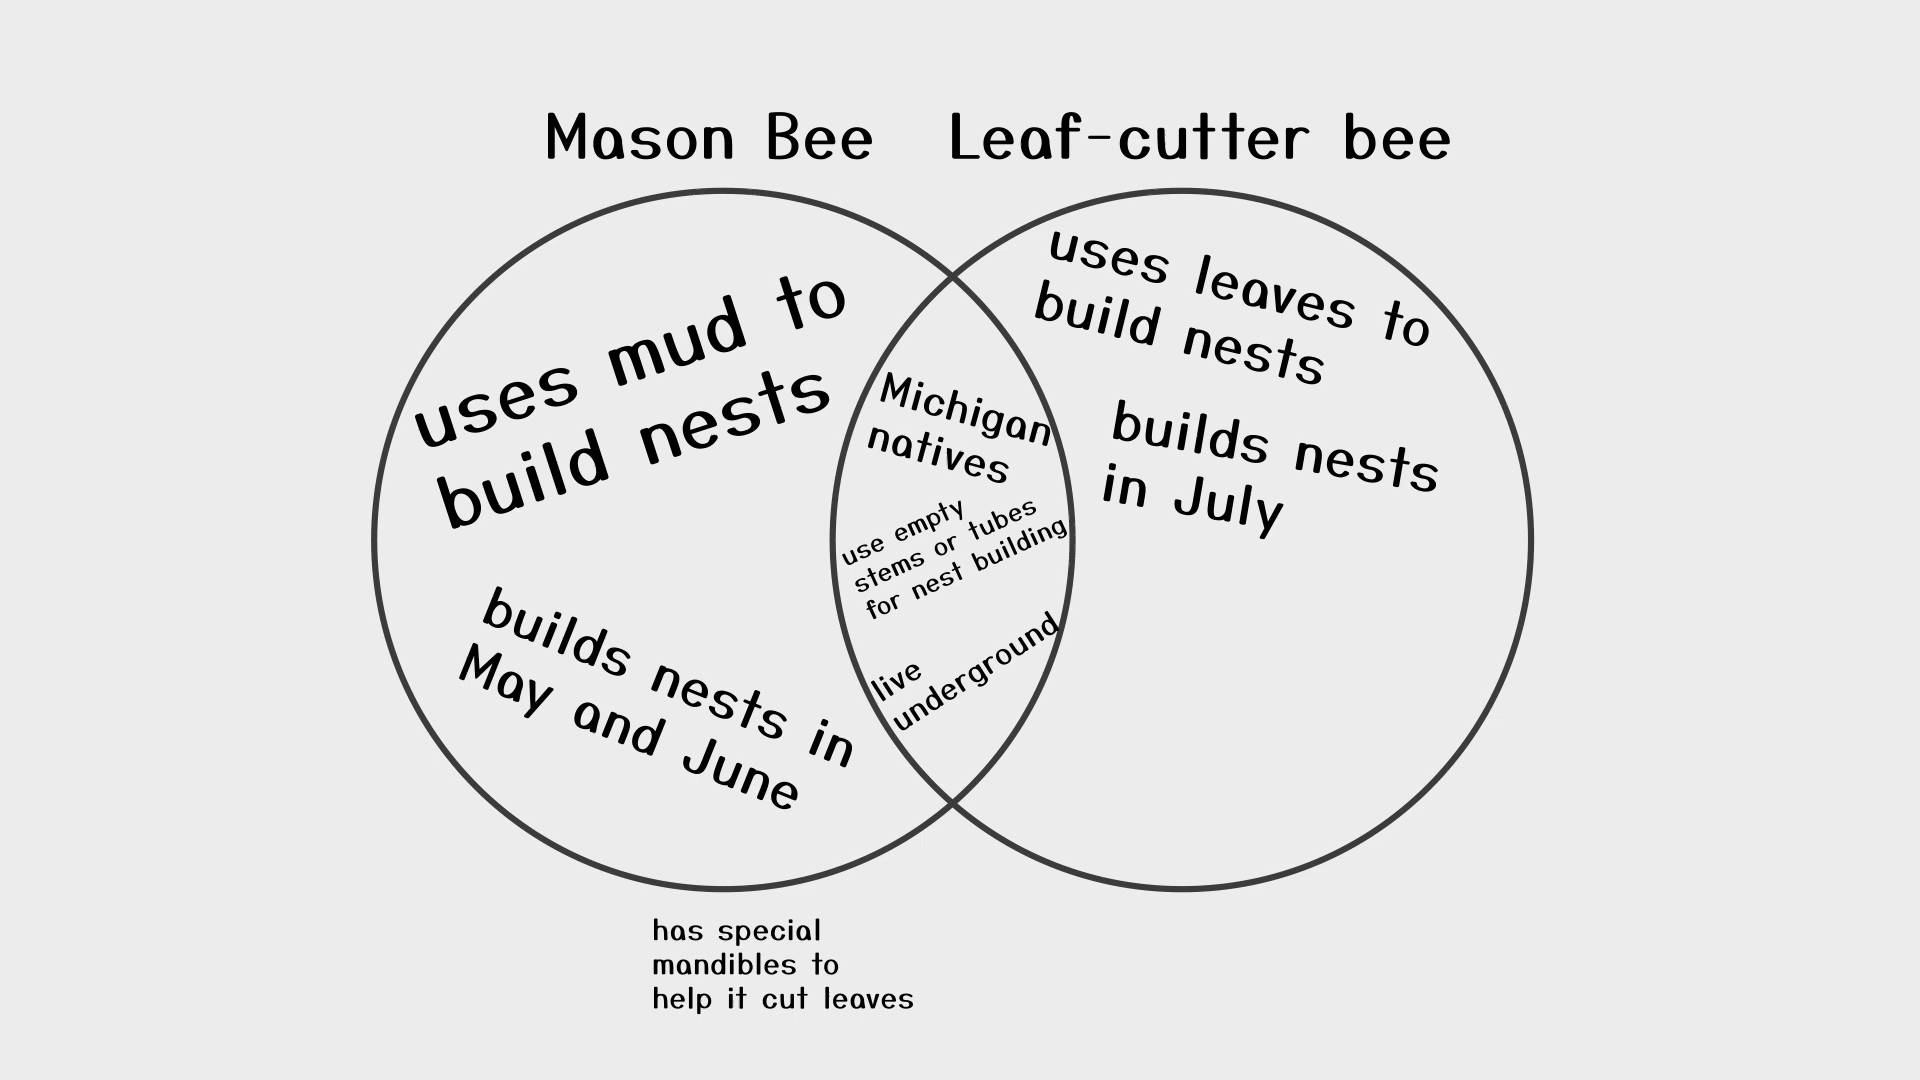 Mason Bee
Leaf-cutter bee
uses mud to
build nests
builds nests in
May and June
Michigan
natives
use empty
stems or tubes
for nest building
live
underground
uses leaves to
build nests
builds nests
in July
has special
mandibles to
help it cut leaves